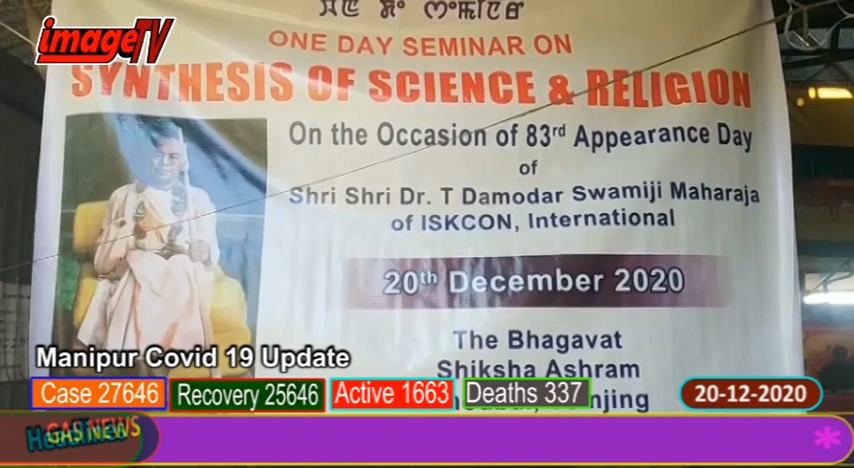 imageTV
ONE DAY SEMINAR ON
SYNTHESIS OF SCIENCE & RELIGION
On the Occasion of 83rd Appearance Day
of
Shri Shri Dr. T Damodar Swamiji Maharaja
of ISKCON, International
20th December 2020
The Bhagavat
Shiksha Ashram
Manipur Covid 19 Update
Case 27646 Recovery 25646 Active 1663 Deaths 337
20-12-2020
NEWS